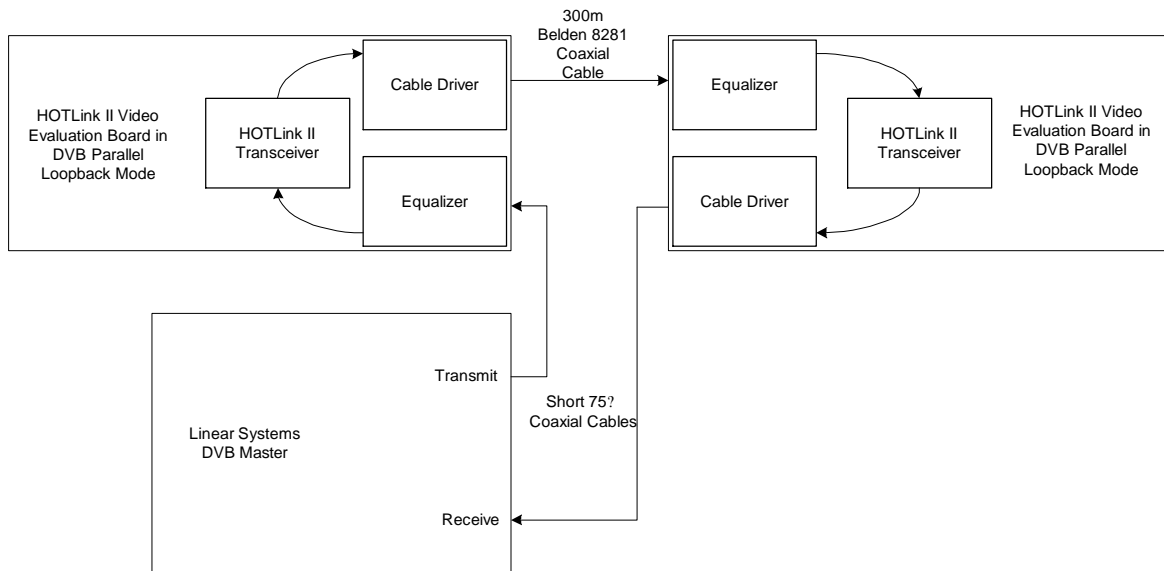 300m
Belden 8281
Coaxial
Cable
HOTLink II Video
Evaluation Board in
DVB Parallel
Loopback Mode
HOTLink II
Transceiver
Cable Driver
Equalizer
Equalizer
Cable Driver
HOTLink II
Transceiver
HOTLink II Video
Evaluation Board in
DVB Parallel
Loopback Mode
Linear Systems
DVB Master
Transmit
Receive
Short 75?
Coaxial Cables